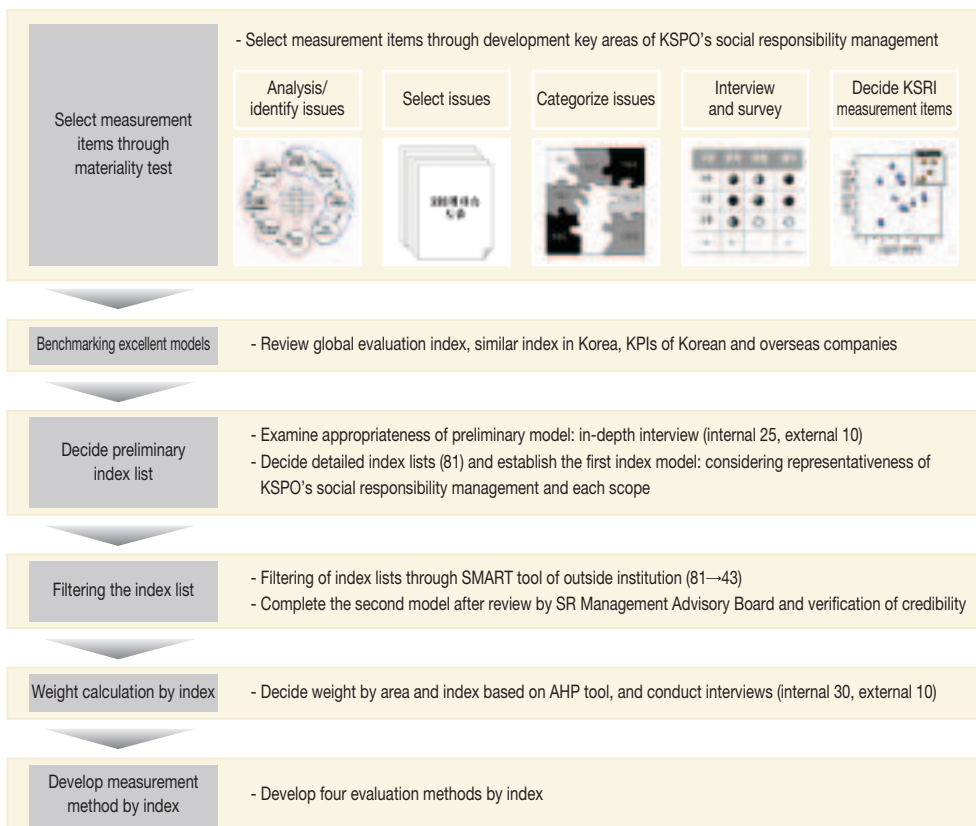 Select measurement
items through
materiality test
- Select measurement items through development key areas of KSPO's social responsibility management
Analysis/
identify issues
Select issues
Categorize issues
Interview
and survey
Decide KSRI
measurement items
Benchmarking excellent models
- Review global evaluation index, similar index in Korea, KPIs of Korean and overseas companies
Decide preliminary
index list
- Examine appropriateness of preliminary model: in-depth interview (internal 25, external 10)
- Decide detailed index lists (81) and establish the first index model: considering representativeness of
KSPO's social responsibility management and each scope
Filtering the index list
- Filtering of index lists through SMART tool of outside institution (81→43)
- Complete the second model after review by SR Management Advisory Board and verification of credibility
Weight calculation by index
- Decide weight by area and index based on AHP tool, and conduct interviews (internal 30, external 10)
Develop measurement
method by index
- Develop four evaluation methods by index